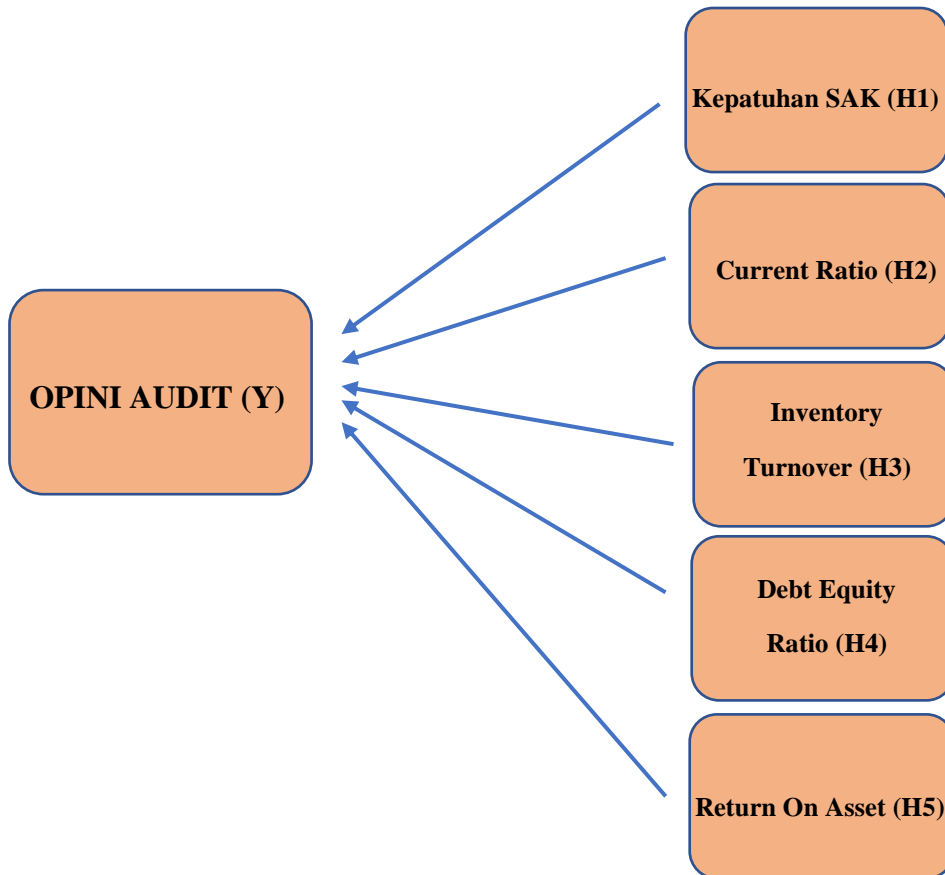 Kepatuhan SAK (H1)
Current Ratio (H2)
OPINI AUDIT (Y)
Inventory
Turnover (H3)
Debt Equity
Ratio (H4)
Return On Asset (H5)